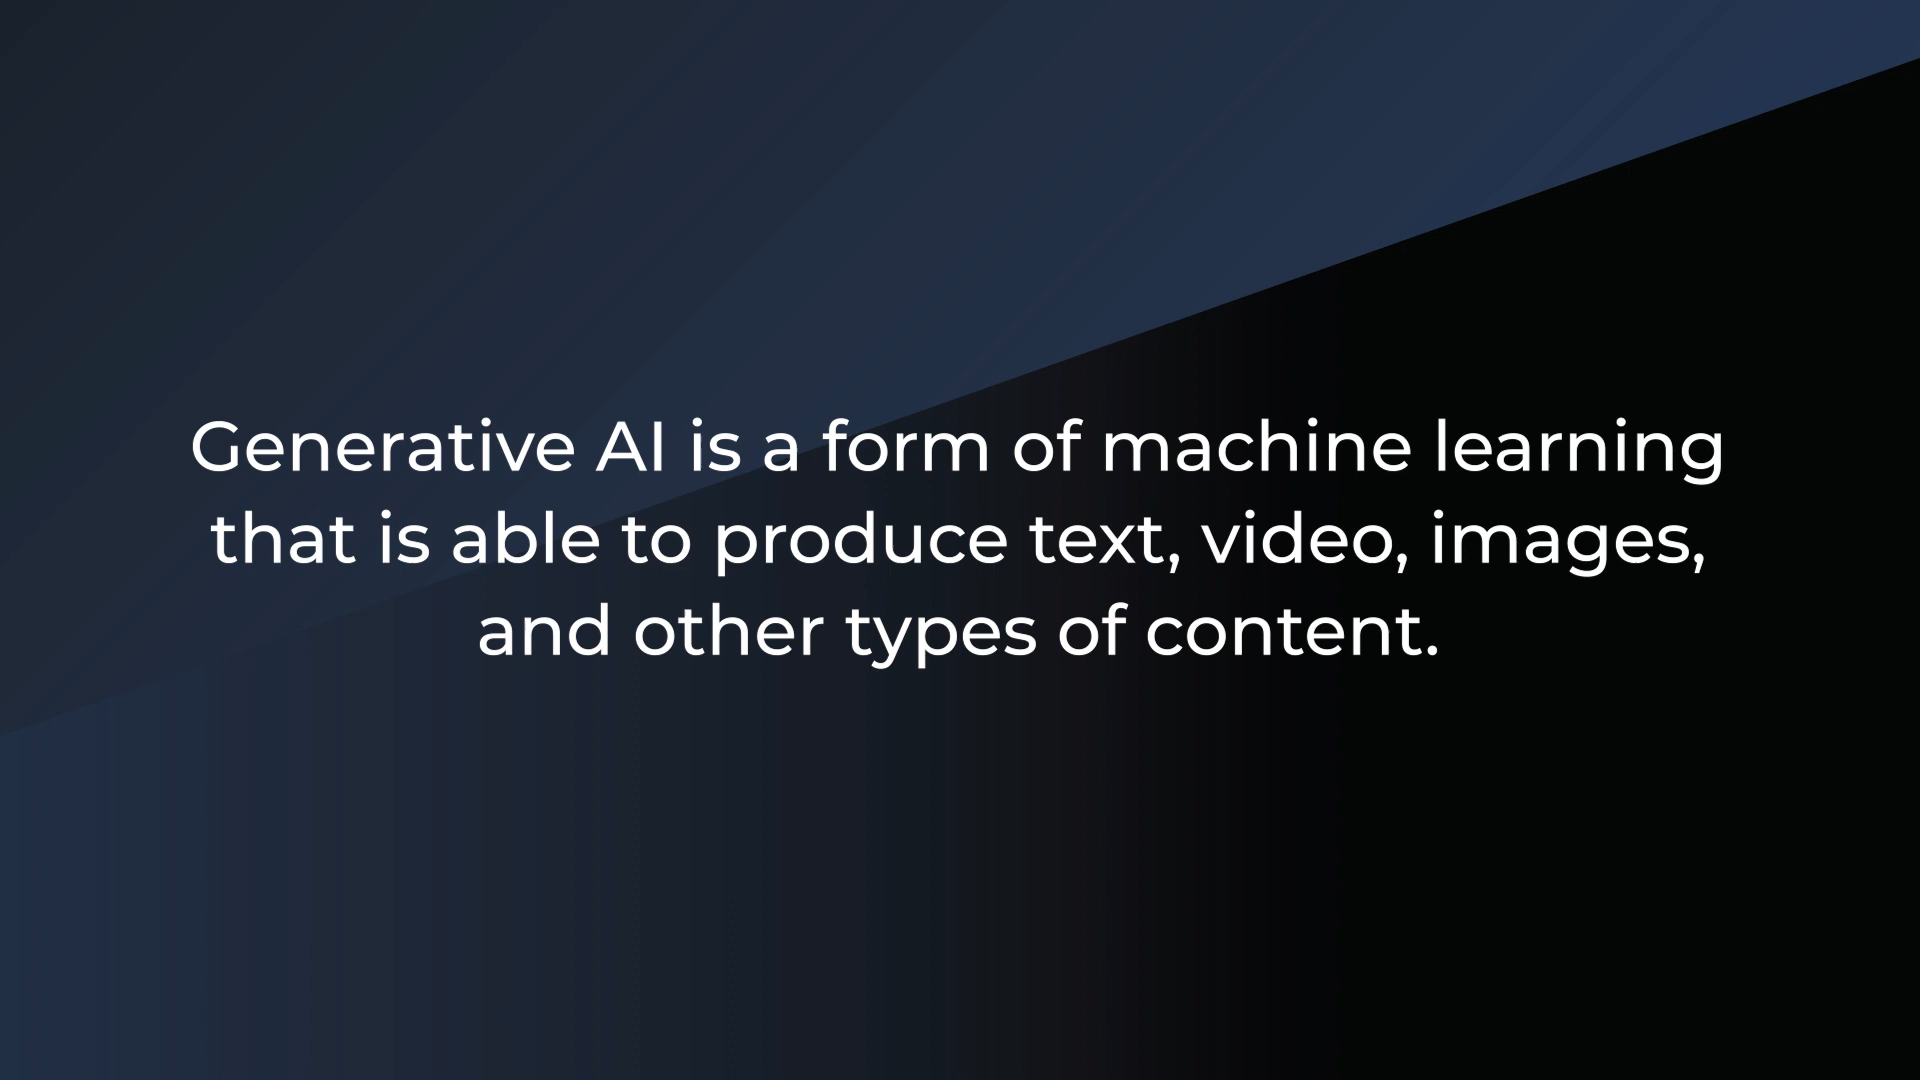 Generative AI is a form of machine learning
that is able to produce text, video, images,
and other types of content.